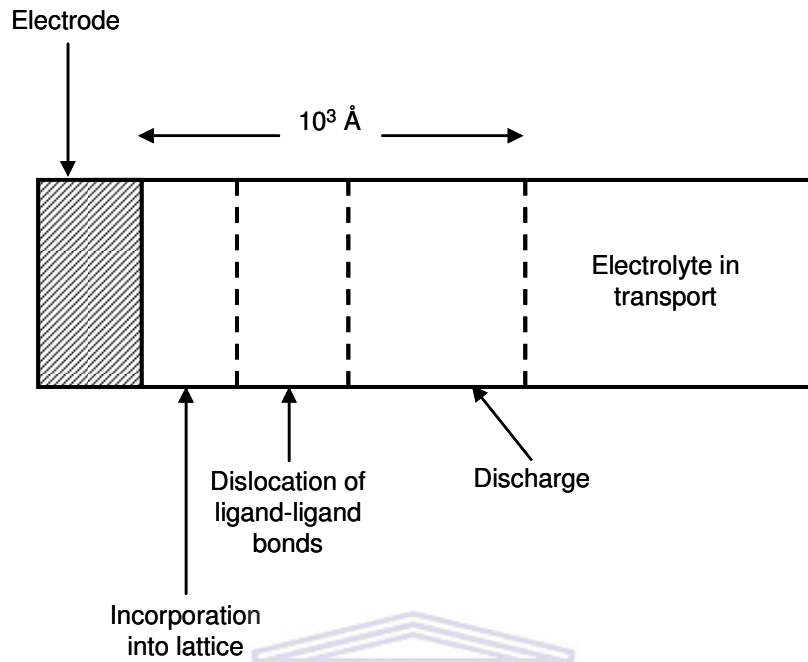 Electrode
10³ Å
Electrolyte in
transport
Dislocation of
ligand-ligand
bonds
Discharge
Incorporation
into lattice